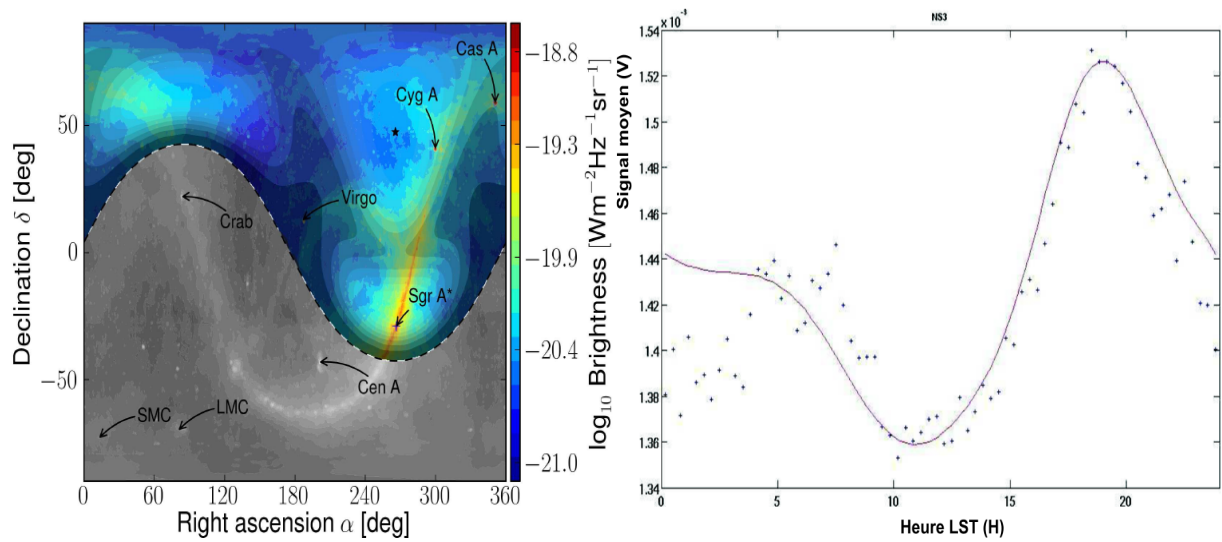 Cas A
Cyg A
Crab
Virgo
Sgr A*
Cen A
SMC
LMC
50
0
−50
0
60
120
180
240
300
360
Declination δ [deg]
Right ascension α [deg]
−18.8
−19.3
−19.9
−20.4
−21.0
log₁₀ Brightness [Wm⁻²Hz⁻¹sr⁻¹]
NS3
×10⁻³
1.54
1.52
1.5
1.48
1.46
1.44
1.42
1.4
1.38
1.36
1.34
0
5
10
15
20
Signal moyen (V)
Heure LST (H)